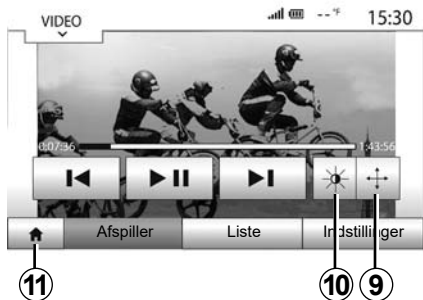 VIDEO
--°F
15:30
0:07:36
1:43:56
Afspiller
Liste
Indstillinger
11
10
9